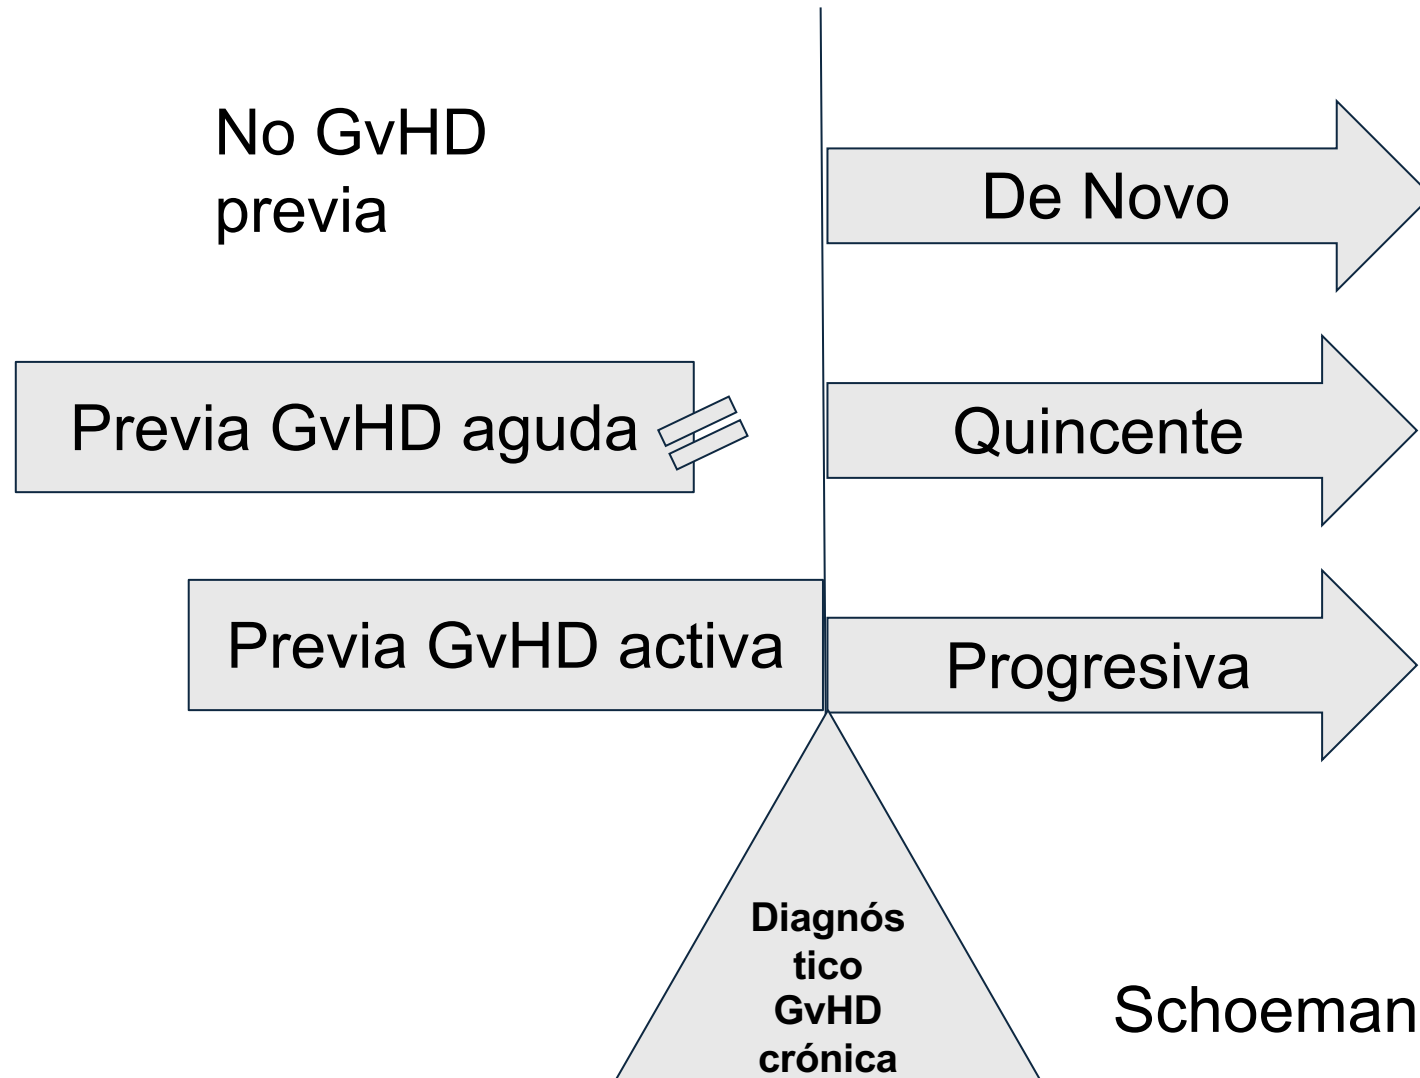 No GvHD
previa
De Novo
Previa GvHD aguda
Quincente
Previa GvHD activa
Progresiva
Diagnós
tico
GvHD
crónica
Schoeman